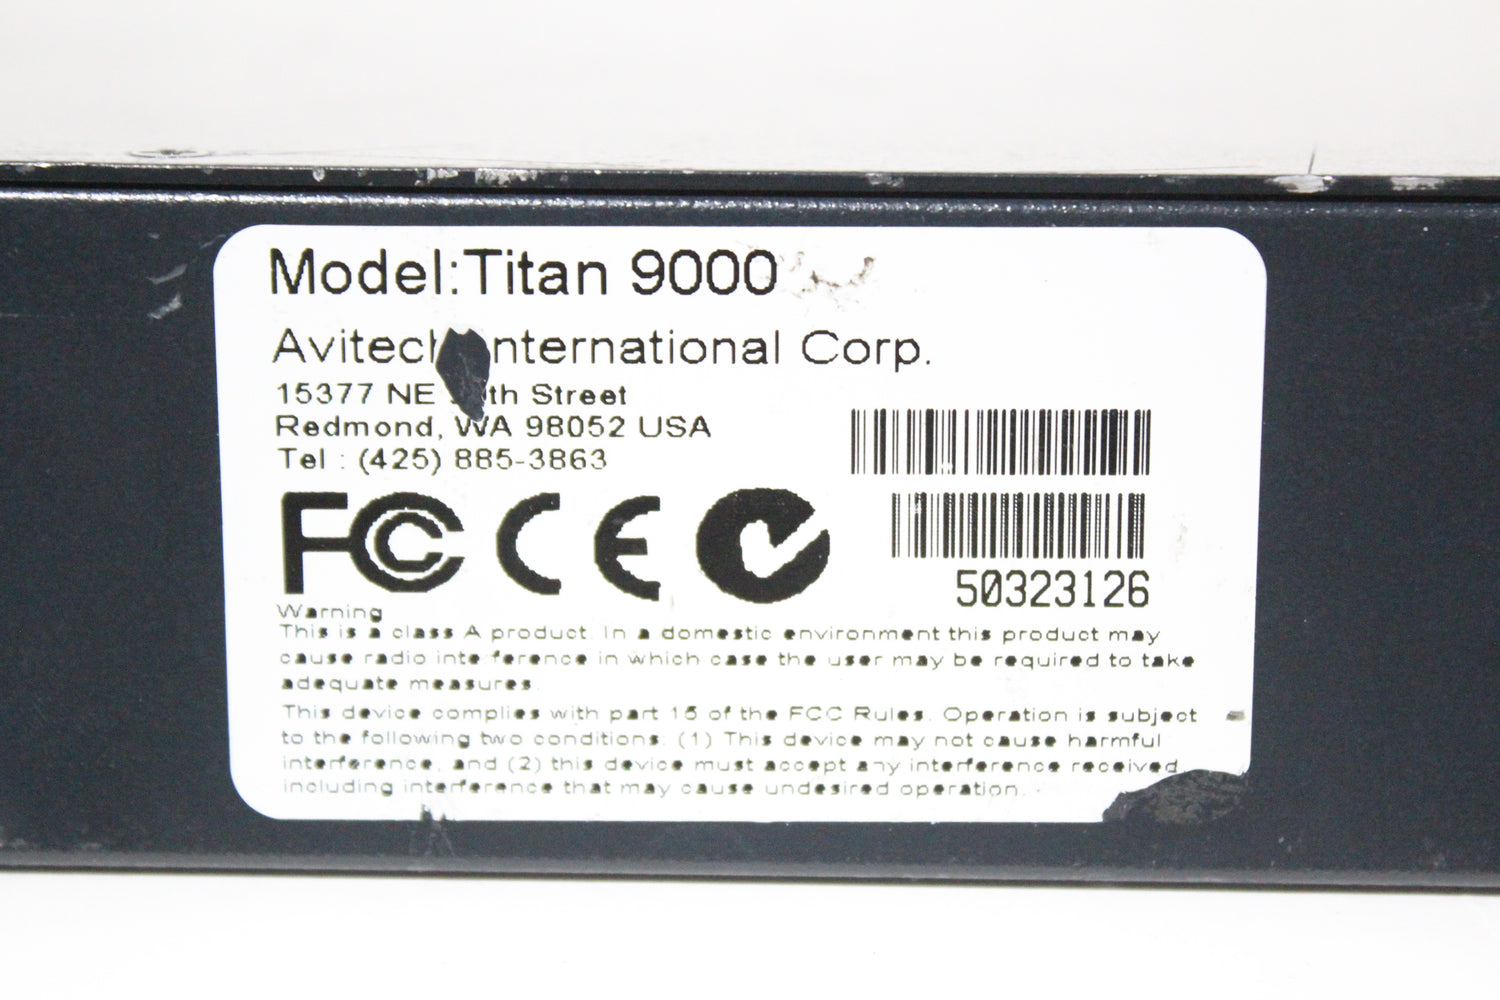 Model:Titan 9000
Avitech International Corp.
15377 NE Street
Redmond, WA 98052 USA
Tel : (425) 885-3863
FCC CE
50323126
Warning
This is a class A product. In a domestic environment this product may
cause radio interference in which case the user may be required to take
adequate measures.
This device complies with part 15 of the FCC Rules. Operation is subject
to the following two conditions: (1) This device may not cause harmful
interference, and (2) this device must accept any interference received,
including interference that may cause undesired operation.